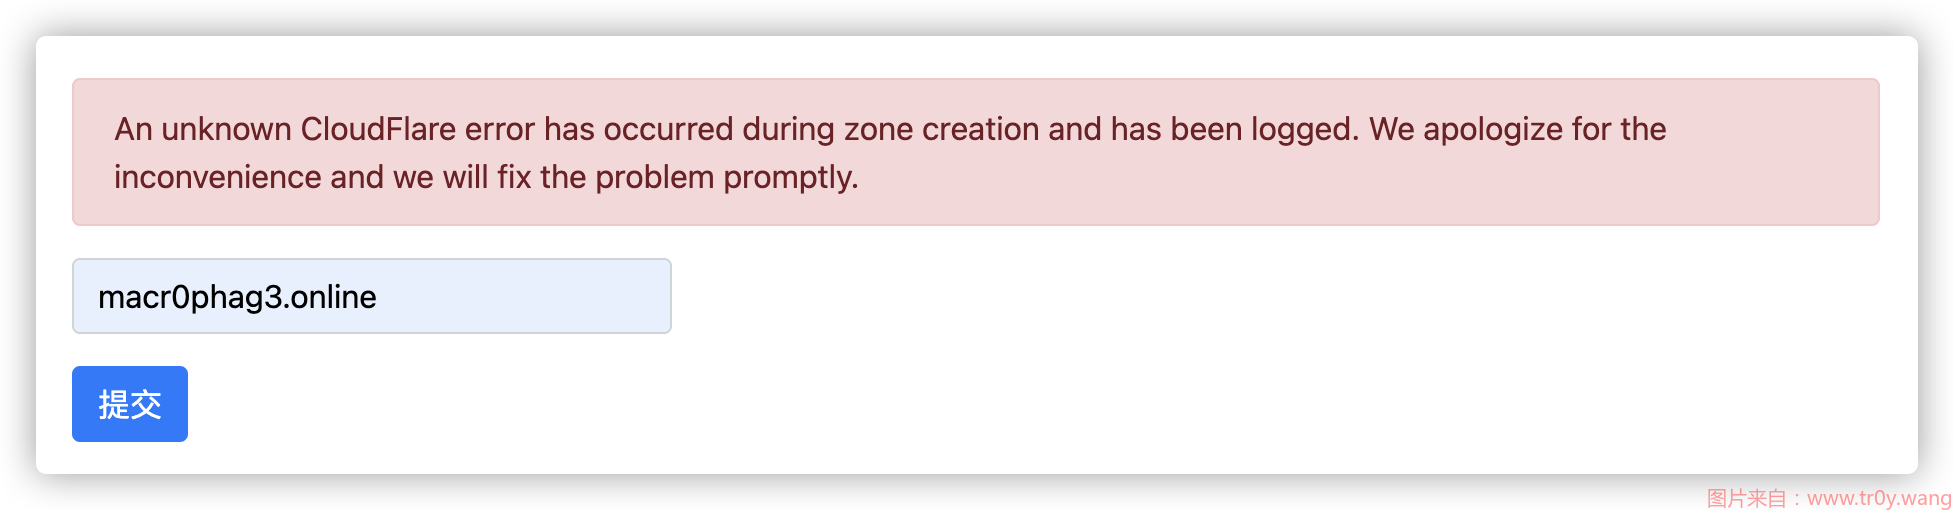 An unknown CloudFlare error has occurred during zone creation and has been logged. We apologize for the
inconvenience and we will fix the problem promptly.
macr0phag3.online
提交
图片来自：www.tr0y.wang